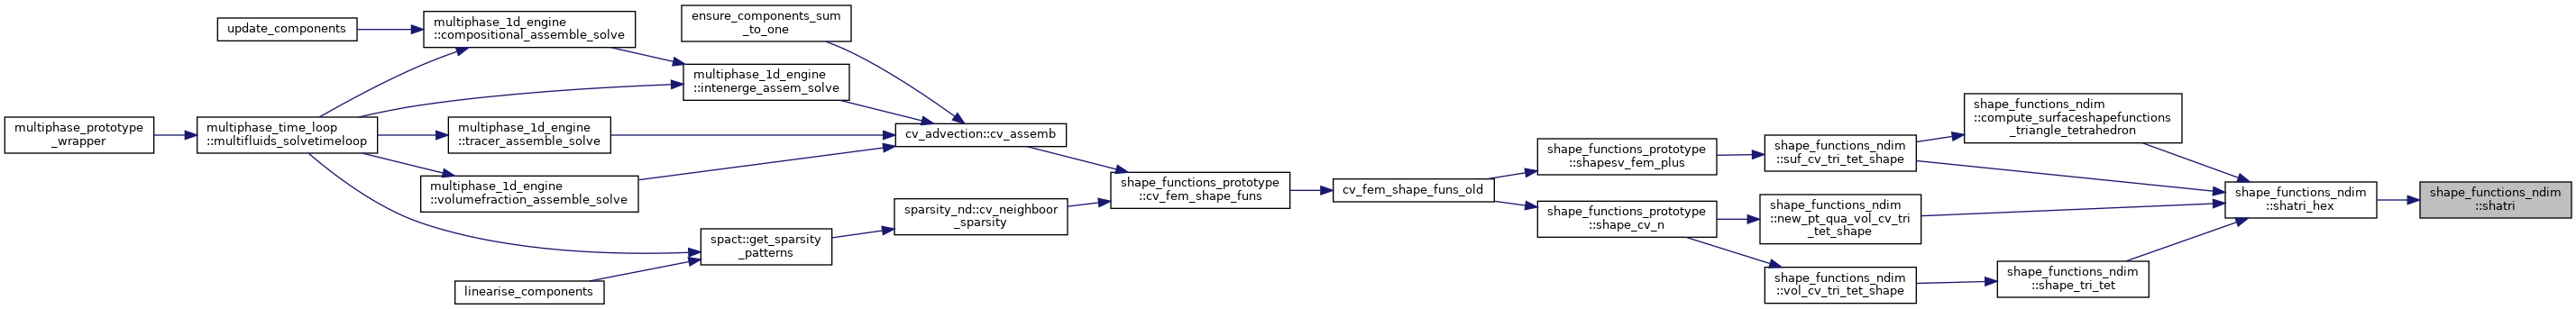 multiphase_prototype
_wrapper
update_components
multiphase_time_loop
::multifluids_solvetimeloop
multiphase_1d_engine
::compositional_assemble_solve
multiphase_1d_engine
::tracer_assemble_solve
multiphase_1d_engine
::volumefraction_assemble_solve
linearise_components
ensure_components_sum
_to_one
multiphase_1d_engine
::intenerge_assem_solve
spact::get_sparsity
_patterns
cv_advection::cv_assemb
sparsity_nd::cv_neighboor
_sparsity
shape_functions_prototype
::cv_fem_shape_funs
cv_fem_shape_funs_old
shape_functions_prototype
::shapesv_fem_plus
shape_functions_prototype
::shape_cv_n
shape_functions_ndim
::suf_cv_tri_tet_shape
shape_functions_ndim
::new_pt_qua_vol_cv_tri
_tet_shape
shape_functions_ndim
::vol_cv_tri_tet_shape
shape_functions_ndim
::compute_surfaceshapefunctions
_triangle_tetrahedron
shape_functions_ndim
::shape_tri_tet
shape_functions_ndim
::shatri_hex
shape_functions_ndim
::shatri